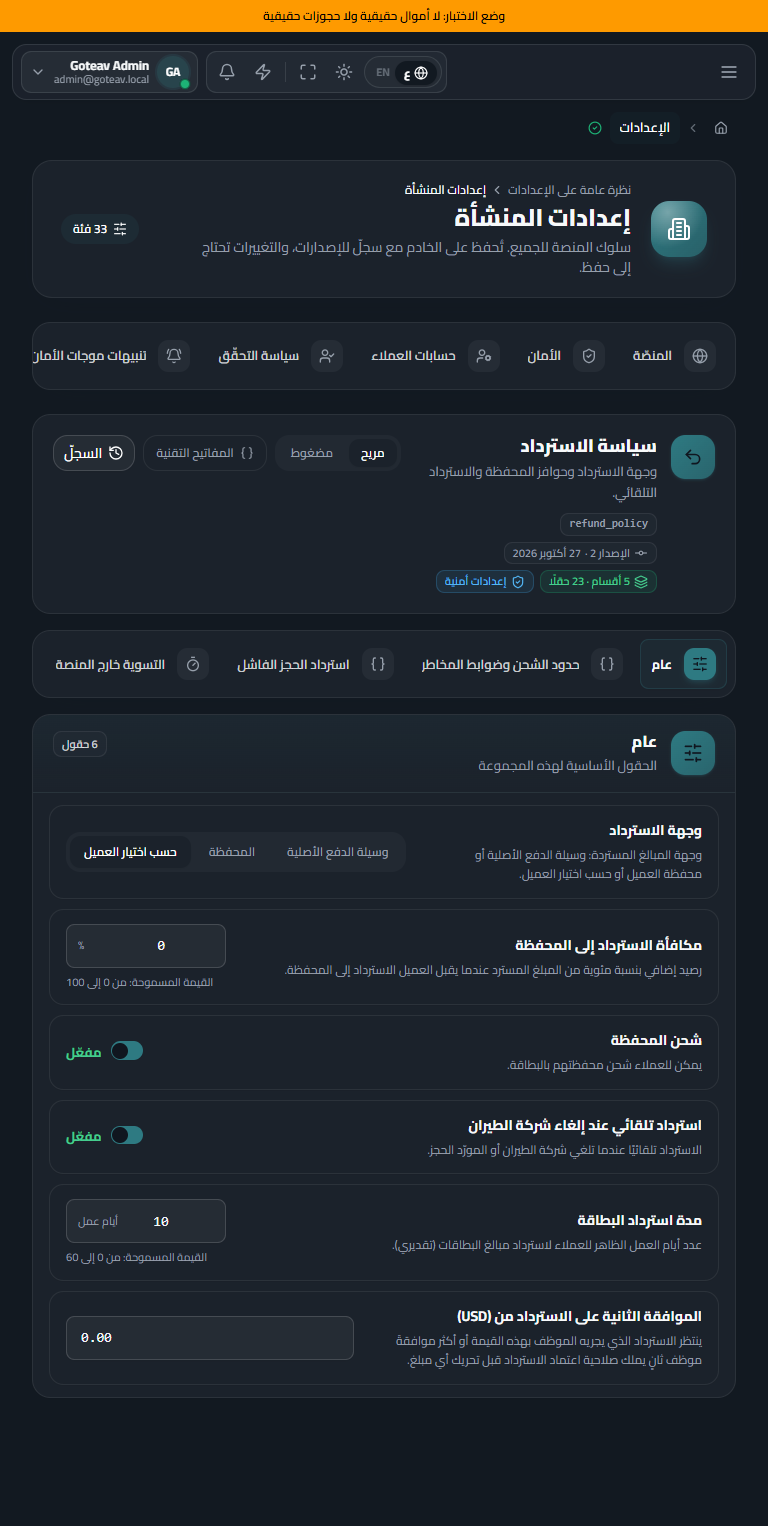 وضع الاختبار: لا أموال حقيقية ولا حجوزات حقيقية
ع EN
Goteav Admin
admin@goteav.local
GA
الإعدادات
نظرة عامة على الإعدادات
إعدادات المنشأة
إعدادات المنشأة
سلوك المنصة للجميع. تُحفظ على الخادم مع سجلّ للإصدارات، والتغييرات تحتاج
إلى حفظ.
33 فئة
المنصّة
الأمان
حسابات العملاء
سياسة التحقّق
تنبيهات موجات الأمان
سياسة الاسترداد
وجهة الاسترداد وحوافز المحفظة والاسترداد
التلقائي.
مريح
مضغوط
المفاتيح التقنية
السجلّ
refund_policy
الإصدار 2 · 27 أكتوبر 2026
5 أقسام · 23 حقلًا
إعدادات أمنية
عام
حدود الشحن وضوابط المخاطر
استرداد الحجز الفاشل
التسوية خارج المنصة
عام
الحقول الأساسية لهذه المجموعة
6 حقول
وجهة الاسترداد
وجهة المبالغ المستردة: وسيلة الدفع الأصلية أو
محفظة العميل أو حسب اختيار العميل.
وسيلة الدفع الأصلية
المحفظة
حسب اختيار العميل
مكافأة الاسترداد إلى المحفظة
رصيد إضافي بنسبة مئوية من المبلغ المسترد عندما يقبل العميل الاسترداد إلى المحفظة.
0
%
القيمة المسموحة: من 0 إلى 100
شحن المحفظة
يمكن للعملاء شحن محفظتهم بالبطاقة.
مفعّل
استرداد تلقائي عند إلغاء شركة الطيران
الاسترداد تلقائيًا عندما تلغي شركة الطيران أو المورّد الحجز.
مفعّل
مدة استرداد البطاقة
عدد أيام العمل الظاهر للعملاء لاسترداد مبالغ البطاقات (تقديري).
10
أيام عمل
القيمة المسموحة: من 0 إلى 60
الموافقة الثانية على الاسترداد من (USD)
ينتظر الاسترداد الذي يجريه الموظف بهذه القيمة أو أكثر موافقةَ
موظف ثانٍ يملك صلاحية اعتماد الاسترداد قبل تحريك أي مبلغ.
0.00